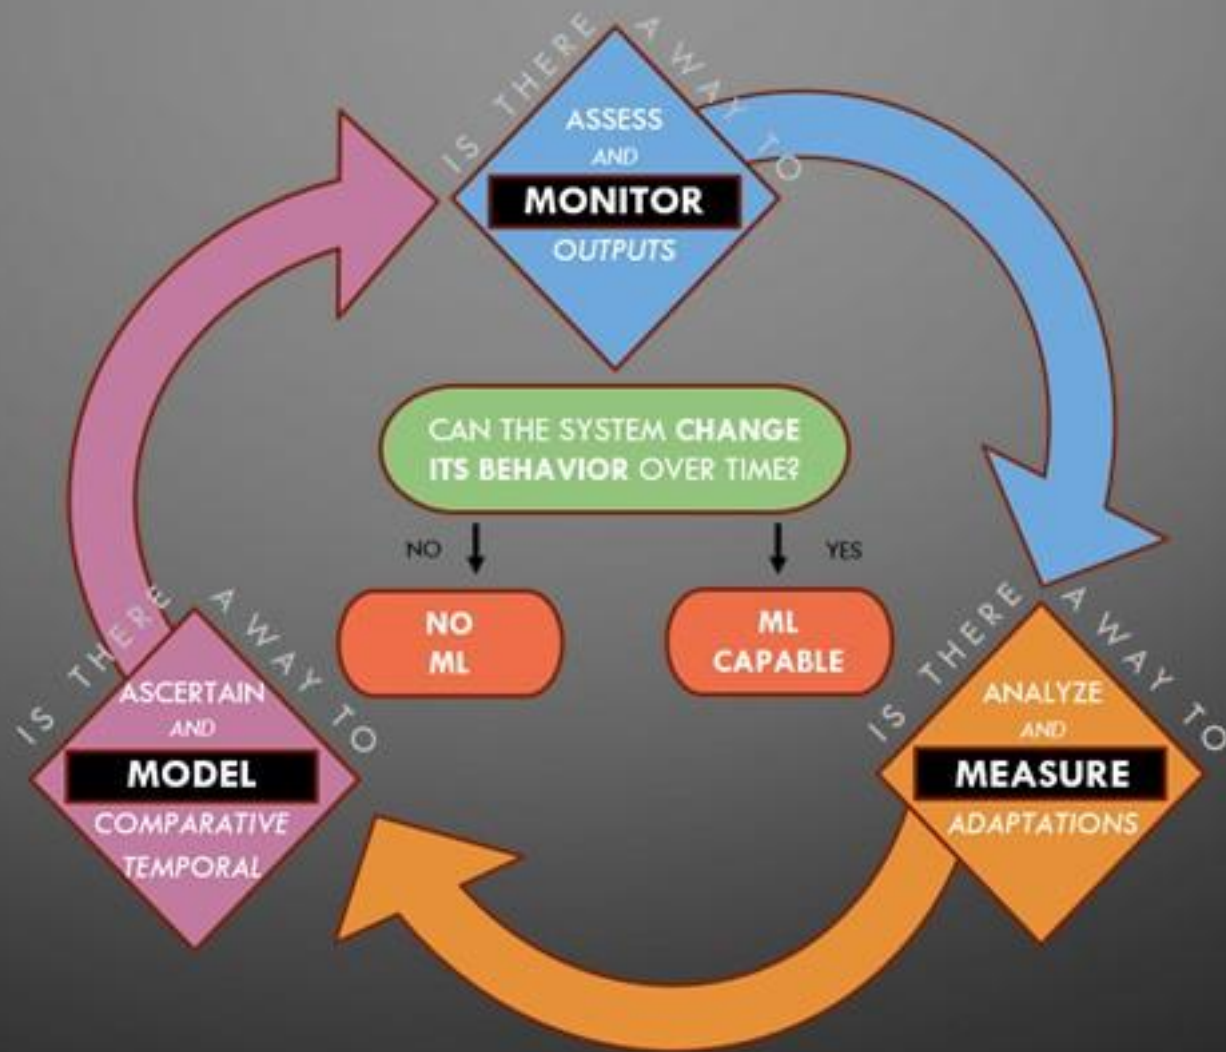 IS THERE A WAY TO
ASSESS
AND
MONITOR
OUTPUTS
CAN THE SYSTEM CHANGE
ITS BEHAVIOR OVER TIME?
NO
YES
NO
ML
ML
CAPABLE
IS THERE A WAY TO
ANALYZE
AND
MEASURE
ADAPTATIONS
IS THERE A WAY TO
ASCERTAIN
AND
MODEL
COMPARATIVE
TEMPORAL